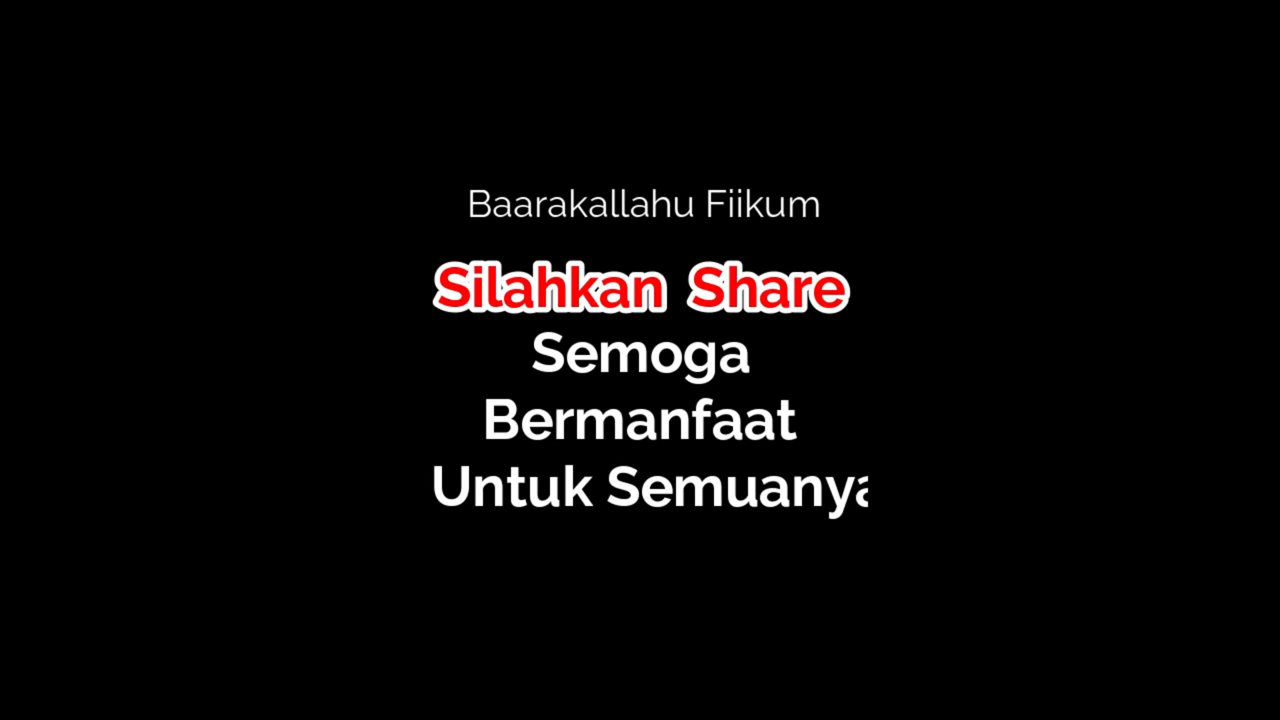 Baarakallahu Fiikum
Silahkan Share
Semoga
Bermanfaat
Untuk Semuanya